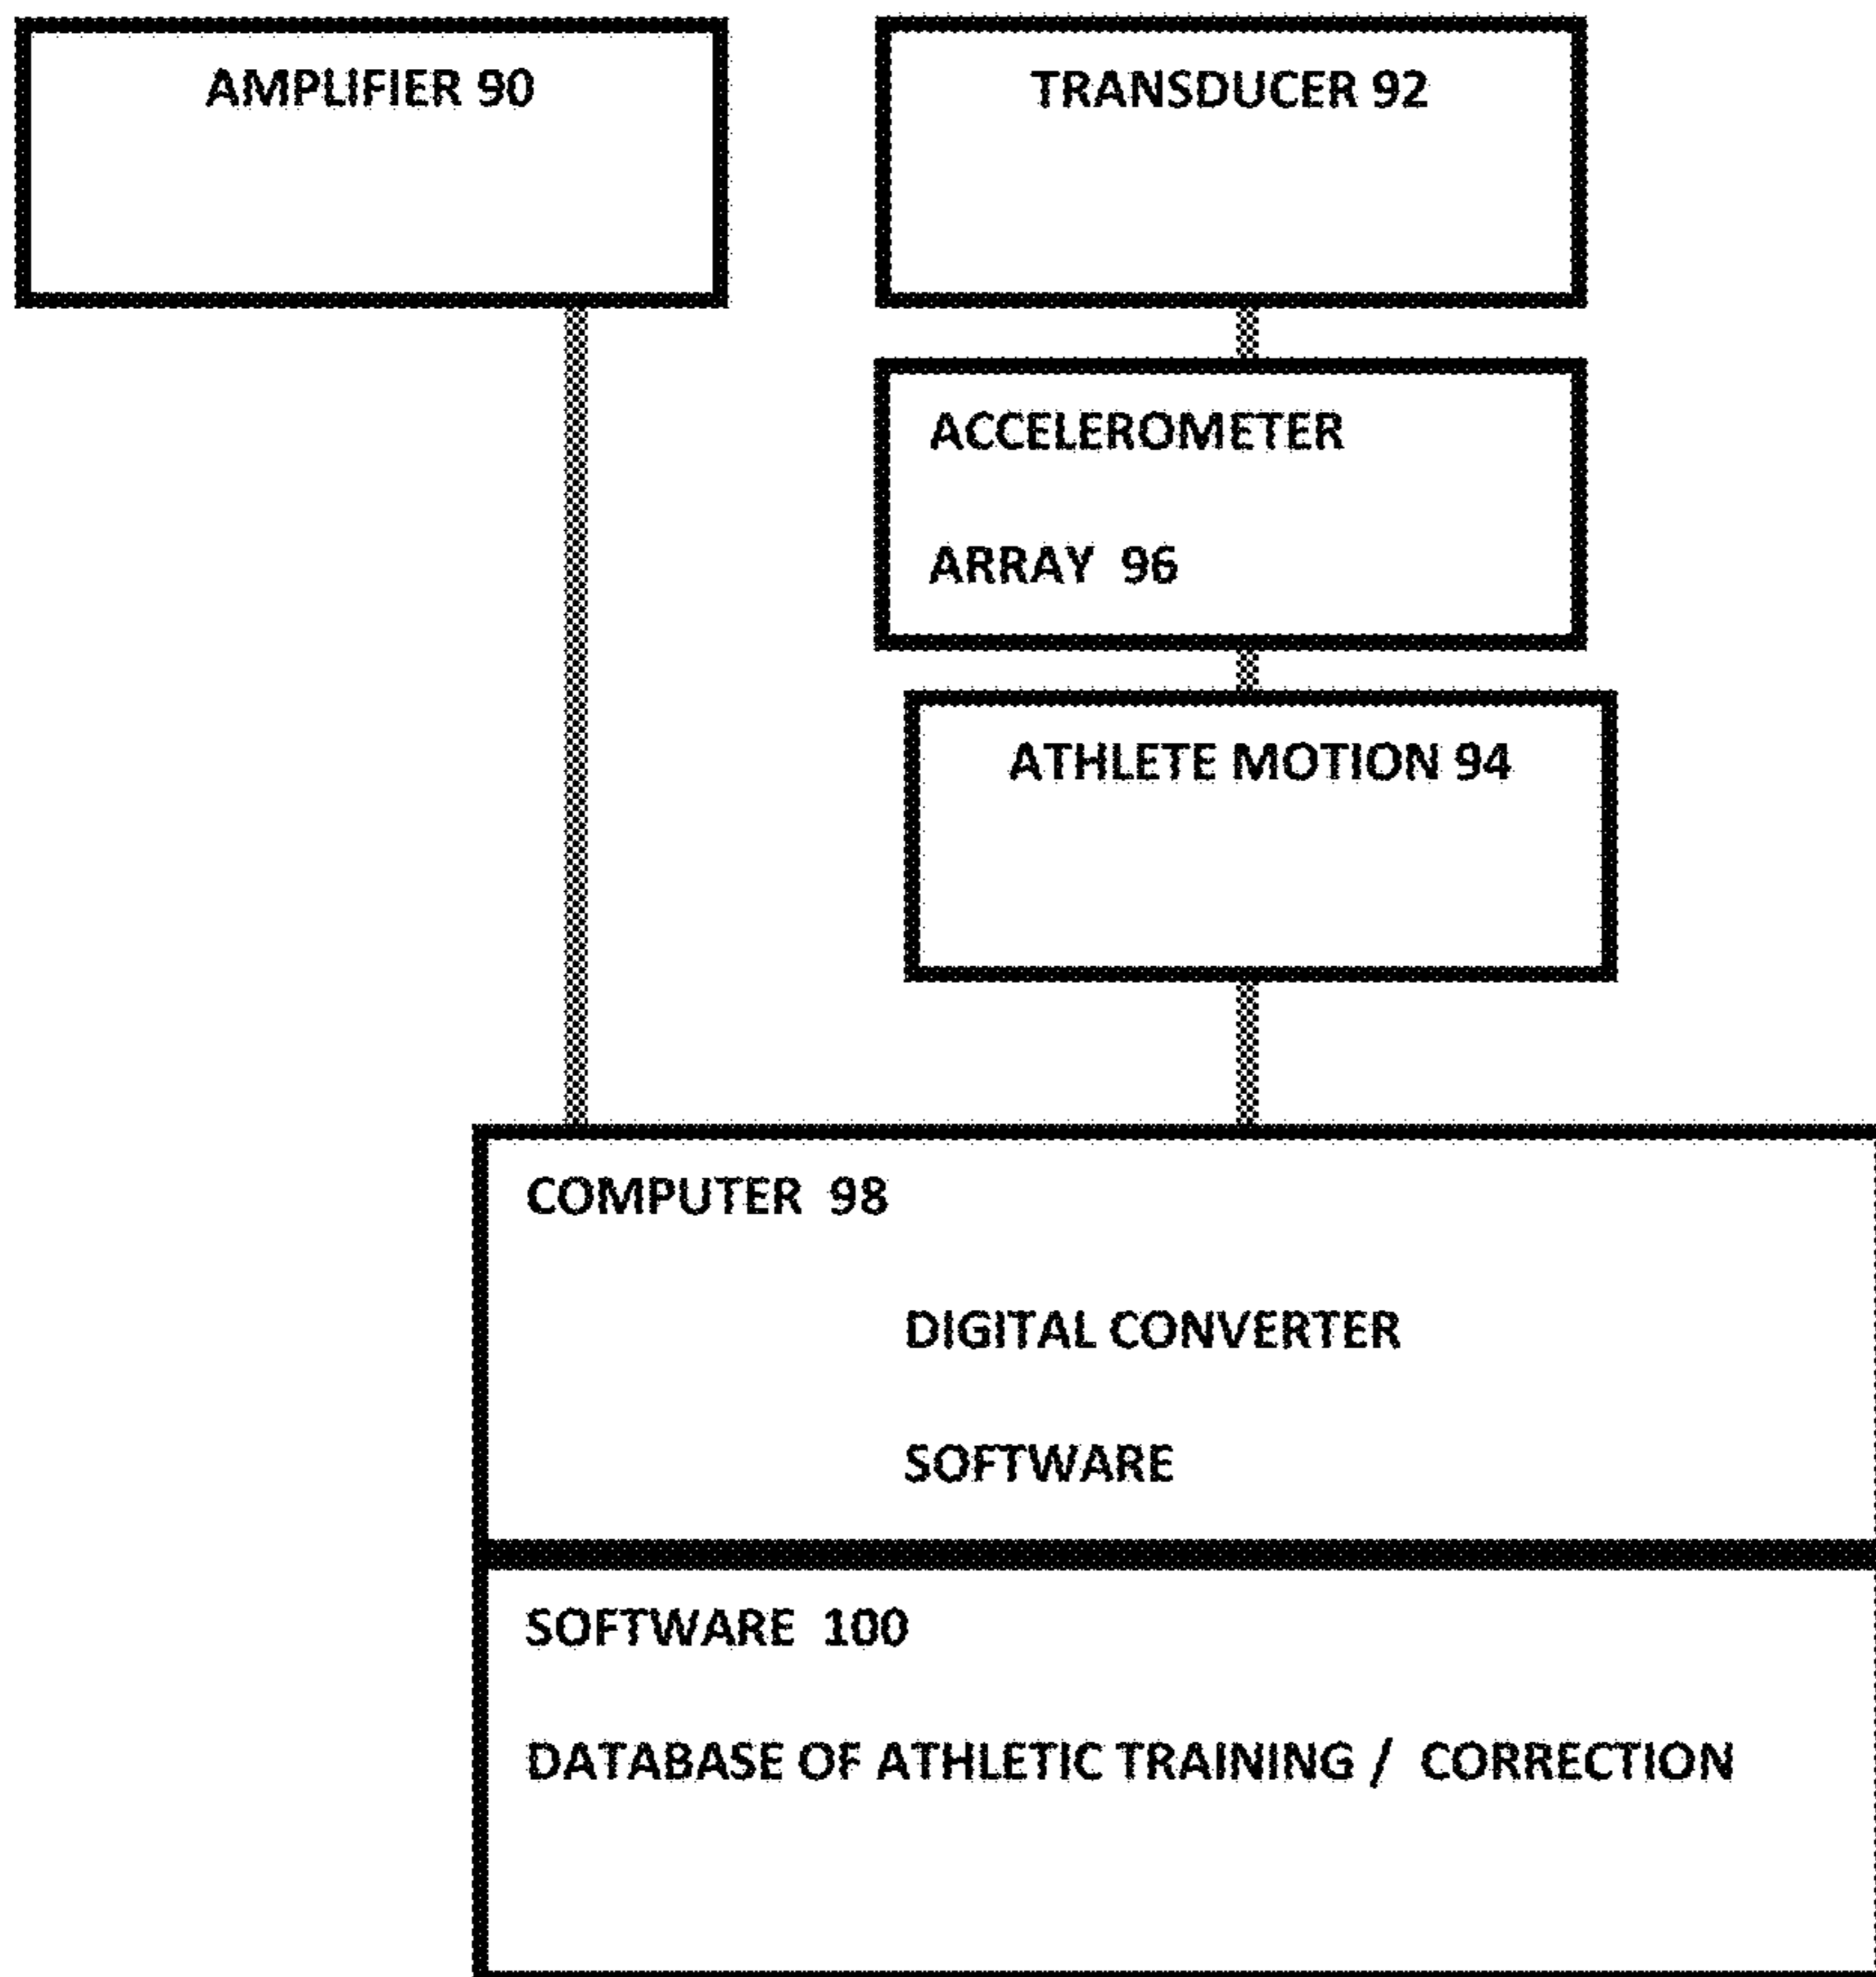 AMPLIFIER 90
TRANSDUCER 92
ACCELEROMETER
ARRAY 96
ATHLETE MOTION 94
COMPUTER 98
DIGITAL CONVERTER
SOFTWARE
SOFTWARE 100
DATABASE OF ATHLETIC TRAINING / CORRECTION